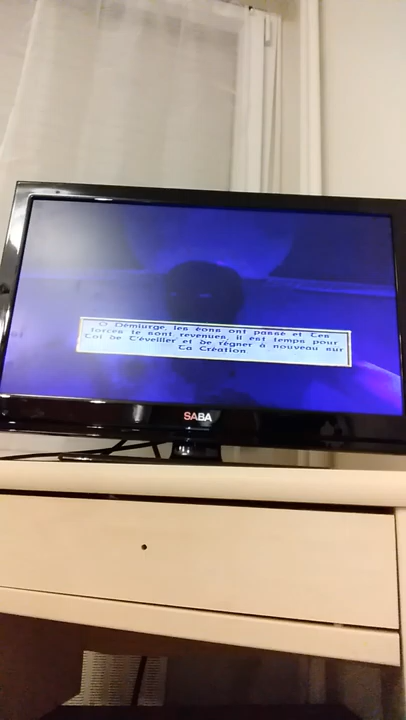 O Démiurge, les éons ont passé et Tes
forces te sont revenues, il est temps pour
Toi de T'éveiller et de régner à nouveau sur
Ta Création.
SABA